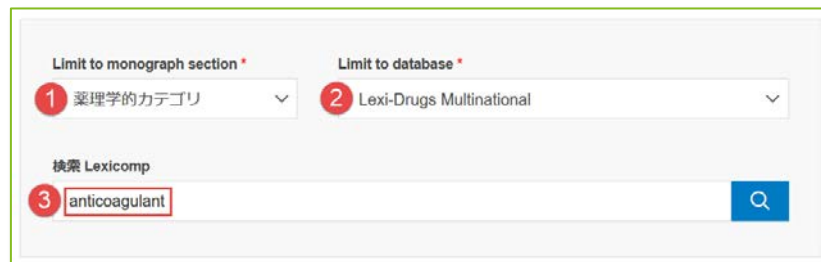 Limit to monograph section * Limit to database *
1 薬理学的カテゴリ 2 Lexi-Drugs Multinational
検索 Lexicomp
3 anticoagulant